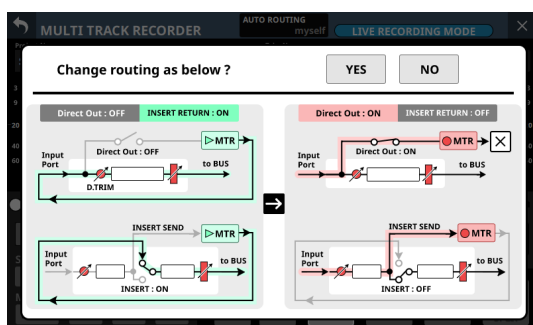 MULTI TRACK RECORDER
AUTO ROUTING
myself
LIVE RECORDING MODE
Change routing as below ?
YES
NO
Direct Out : OFF
INSERT RETURN : ON
Direct Out : ON
INSERT RETURN : OFF
MTR
Direct Out : OFF
Input
Port
to BUS
D.TRIM
MTR
Direct Out : ON
Input
Port
to BUS
INSERT SEND
MTR
Input
Port
to BUS
INSERT : ON
INSERT SEND
MTR
Input
Port
to BUS
INSERT : OFF